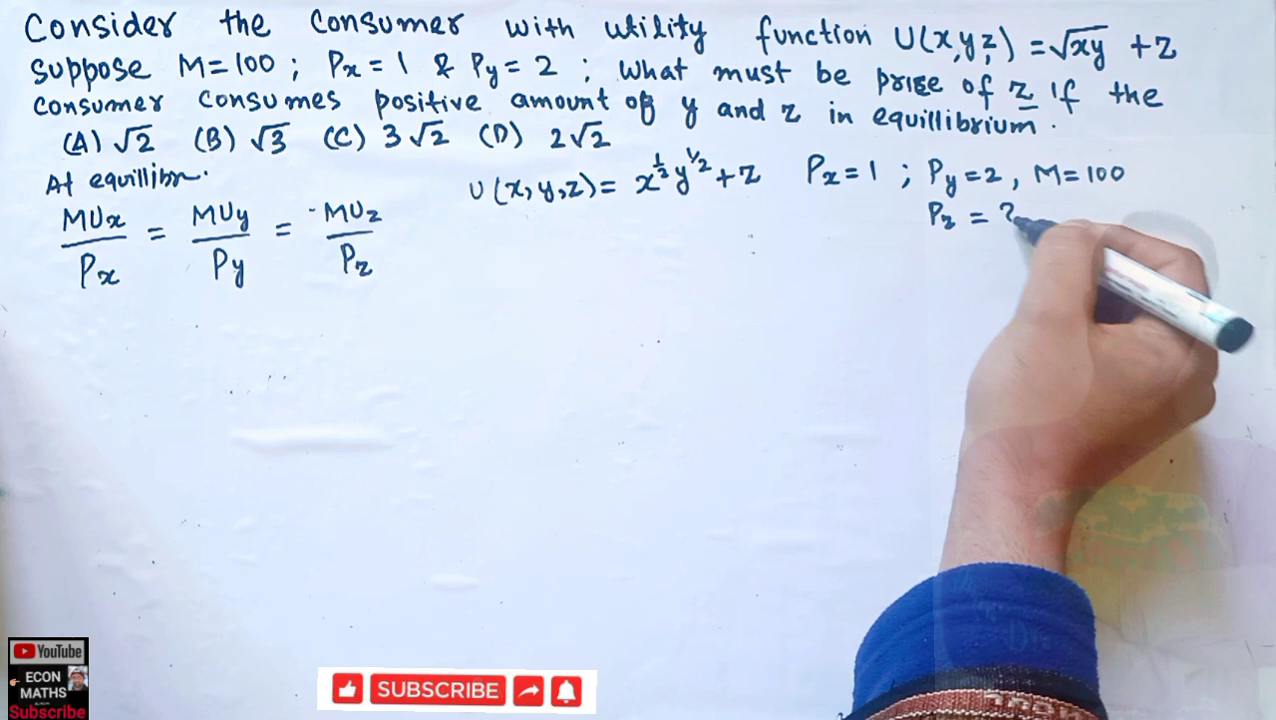 Consider the consumer with utility function U(x,y,z) = √xy + z
suppose M=100 ; Px = 1 & Py = 2 ; what must be price of z if the
consumer consumes positive amount of y and z in equillibrium.
(A) √2 (B) √3 (C) 3√2 (D) 2√2
At equillibn.
U(x,y,z) = x^1/2 y^1/2 + z Px = 1 ; Py = 2 , M = 100
Pz = ?
MUx/Px = MUy/Py = MUz/Pz
YouTube
ECON
MATHS
Subscribe
SUBSCRIBE